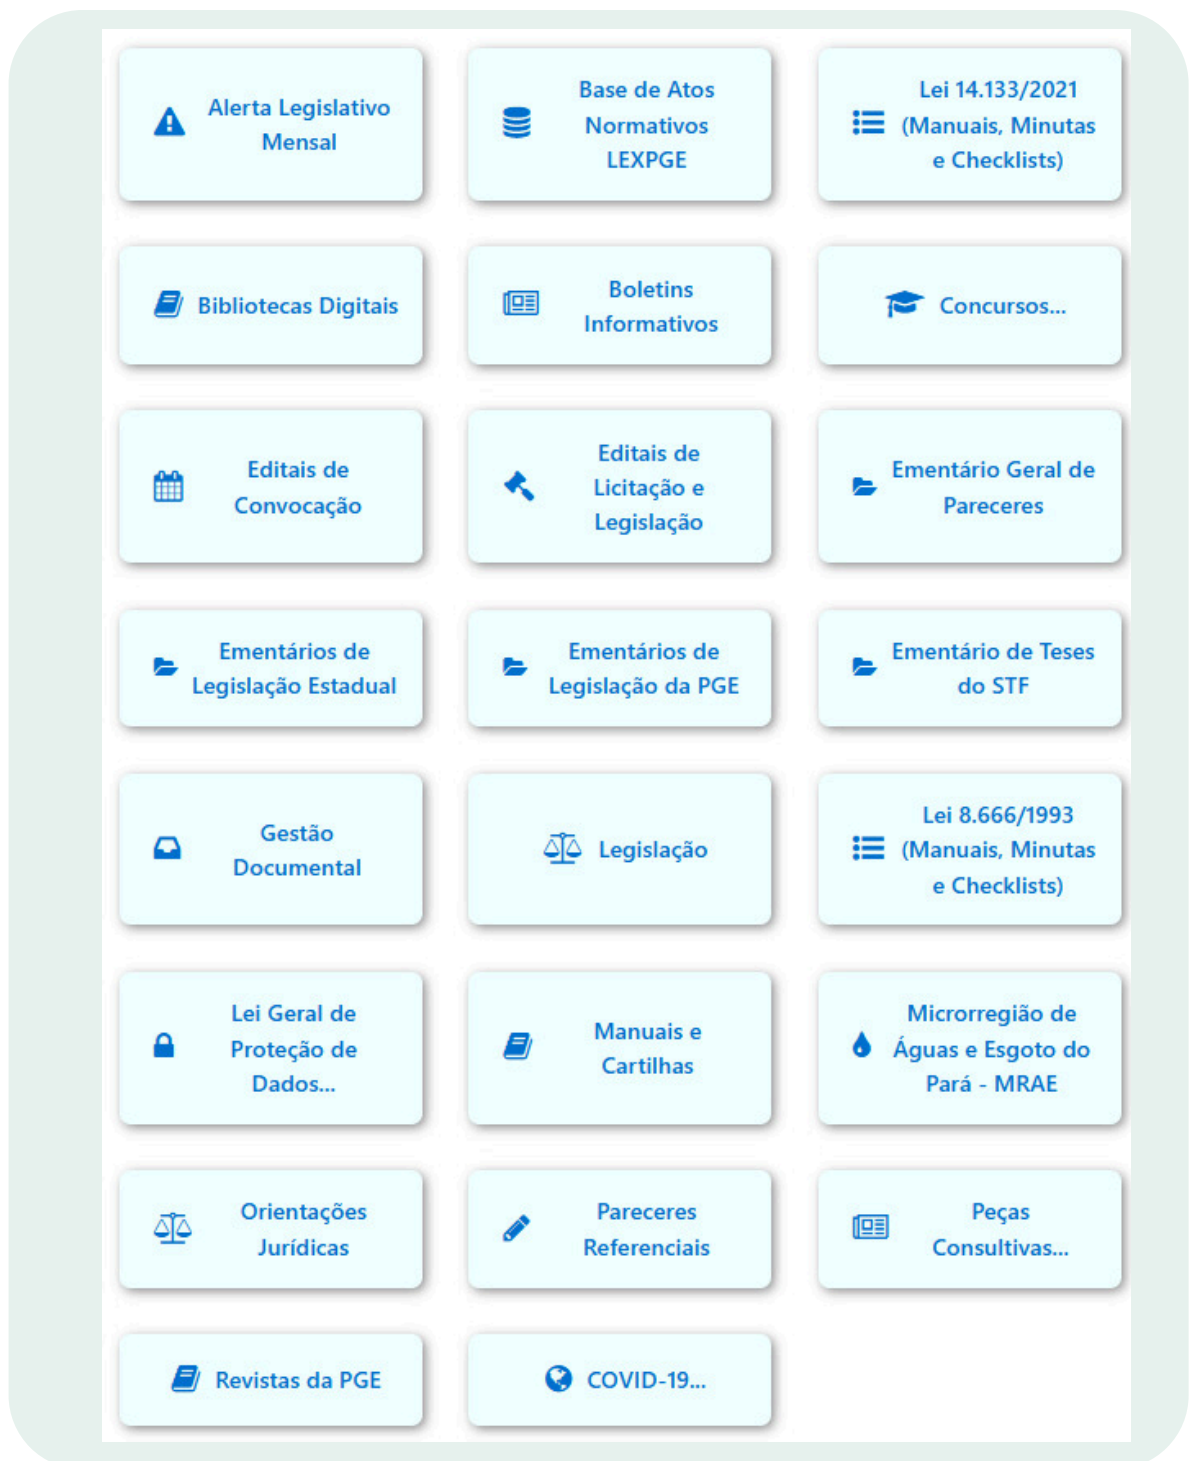 Alerta Legislativo
Mensal
Base de Atos
Normativos
LEXPGE
Lei 14.133/2021
(Manuais, Minutas
e Checklists)
Bibliotecas Digitais
Boletins
Informativos
Concursos...
Editais de
Convocação
Editais de
Licitação e
Legislação
Ementário Geral de
Pareceres
Ementários de
Legislação Estadual
Ementários de
Legislação da PGE
Ementário de Teses
do STF
Gestão
Documental
Legislação
Lei 8.666/1993
(Manuais, Minutas
e Checklists)
Lei Geral de
Proteção de
Dados...
Manuais e
Cartilhas
Microrregião de
Águas e Esgoto do
Pará - MRAE
Orientações
Jurídicas
Pareceres
Referenciais
Peças
Consultivas...
Revistas da PGE
COVID-19...